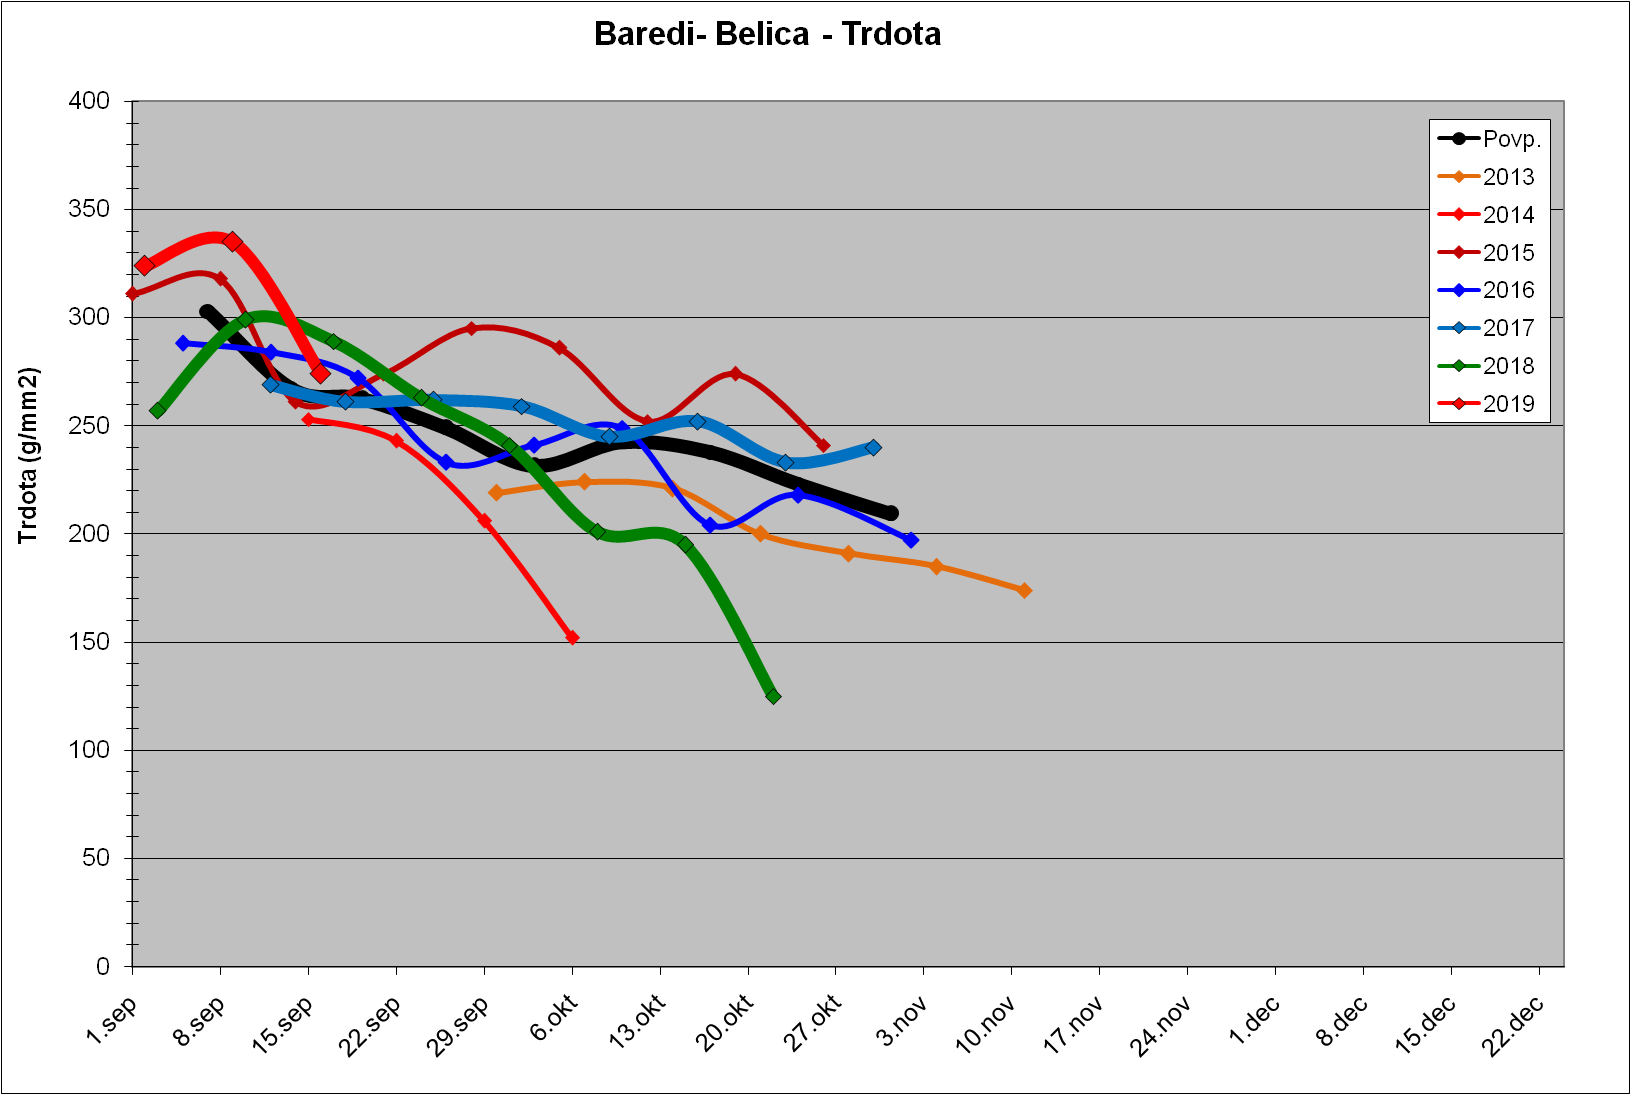 Baredi- Belica - Trdota
Trdota (g/mm2)
400
350
300
250
200
150
100
50
0
1.sep
8.sep
15.sep
22.sep
29.sep
6.okt
13.okt
20.okt
27.okt
3.nov
10.nov
17.nov
24.nov
1.dec
8.dec
15.dec
22.dec
Povp.
2013
2014
2015
2016
2017
2018
2019